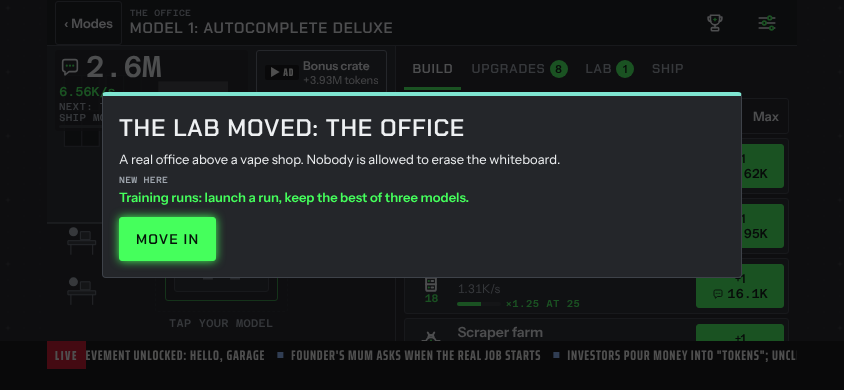 ‹ Modes
THE OFFICE
MODEL 1: AUTOCOMPLETE DELUXE
2.6M
6.56K/s
NEXT:
SHIP MO
AD
Bonus crate
+3.93M tokens
BUILD
UPGRADES 8
LAB 1
SHIP
Max
THE LAB MOVED: THE OFFICE
A real office above a vape shop. Nobody is allowed to erase the whiteboard.
NEW HERE
Training runs: launch a run, keep the best of three models.
MOVE IN
62K
95K
1.31K/s
18
×1.25 AT 25
+1
16.1K
Scraper farm
+1
TAP YOUR MODEL
LIVE
EVEMENT UNLOCKED: HELLO, GARAGE
FOUNDER'S MUM ASKS WHEN THE REAL JOB STARTS
INVESTORS POUR MONEY INTO "TOKENS"; UNCL